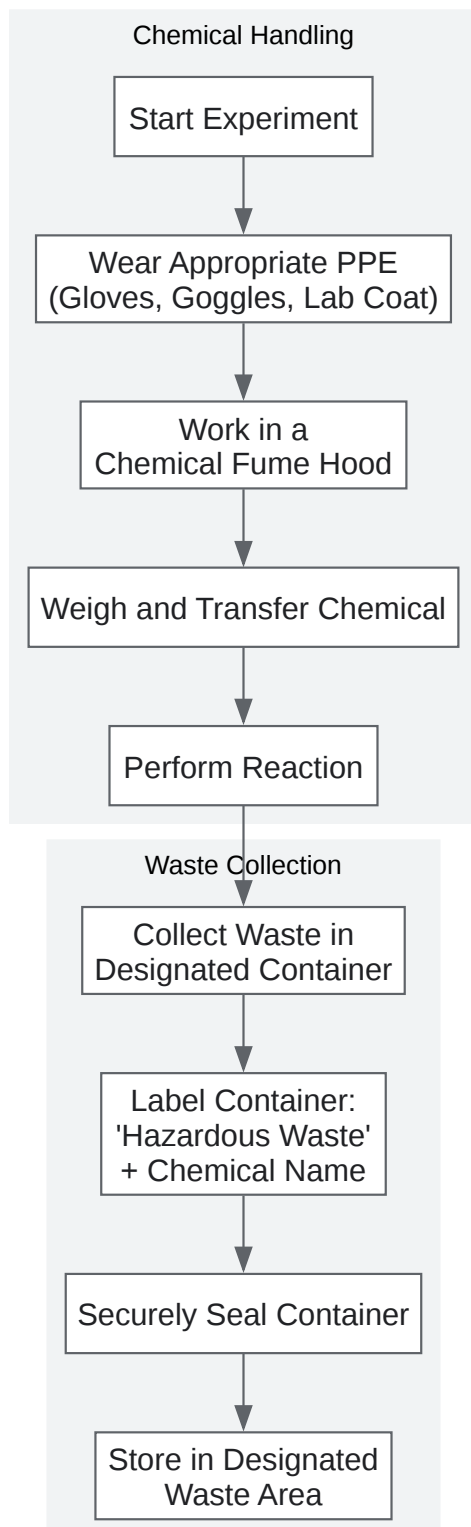 Chemical Handling
Start Experiment
Wear Appropriate PPE
(Gloves, Goggles, Lab Coat)
Work in a
Chemical Fume Hood
Weigh and Transfer Chemical
Perform Reaction
Waste Collection
Collect Waste in
Designated Container
Label Container:
'Hazardous Waste'
+ Chemical Name
Securely Seal Container
Store in Designated
Waste Area